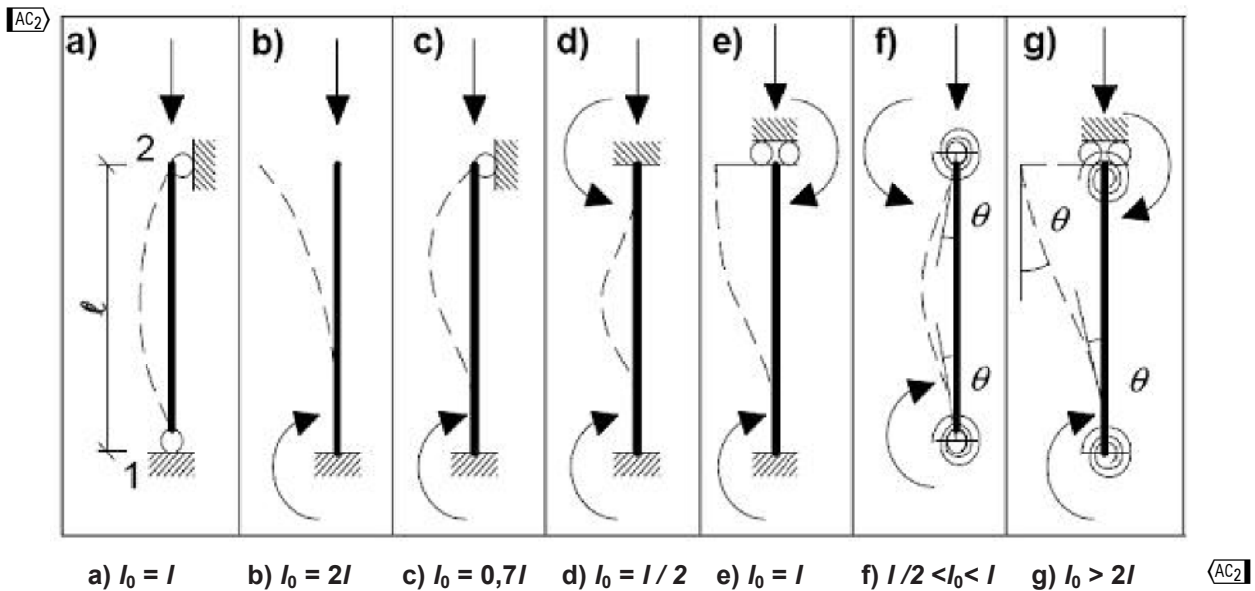 AC2
a) b) c) d) e) f) g)
2
θ θ
ℓ
θ θ
1
a) l0 = l b) l0 = 2l c) l0 = 0,7l d) l0 = l / 2 e) l0 = l f) l /2 <l0< l g) l0 > 2l AC2